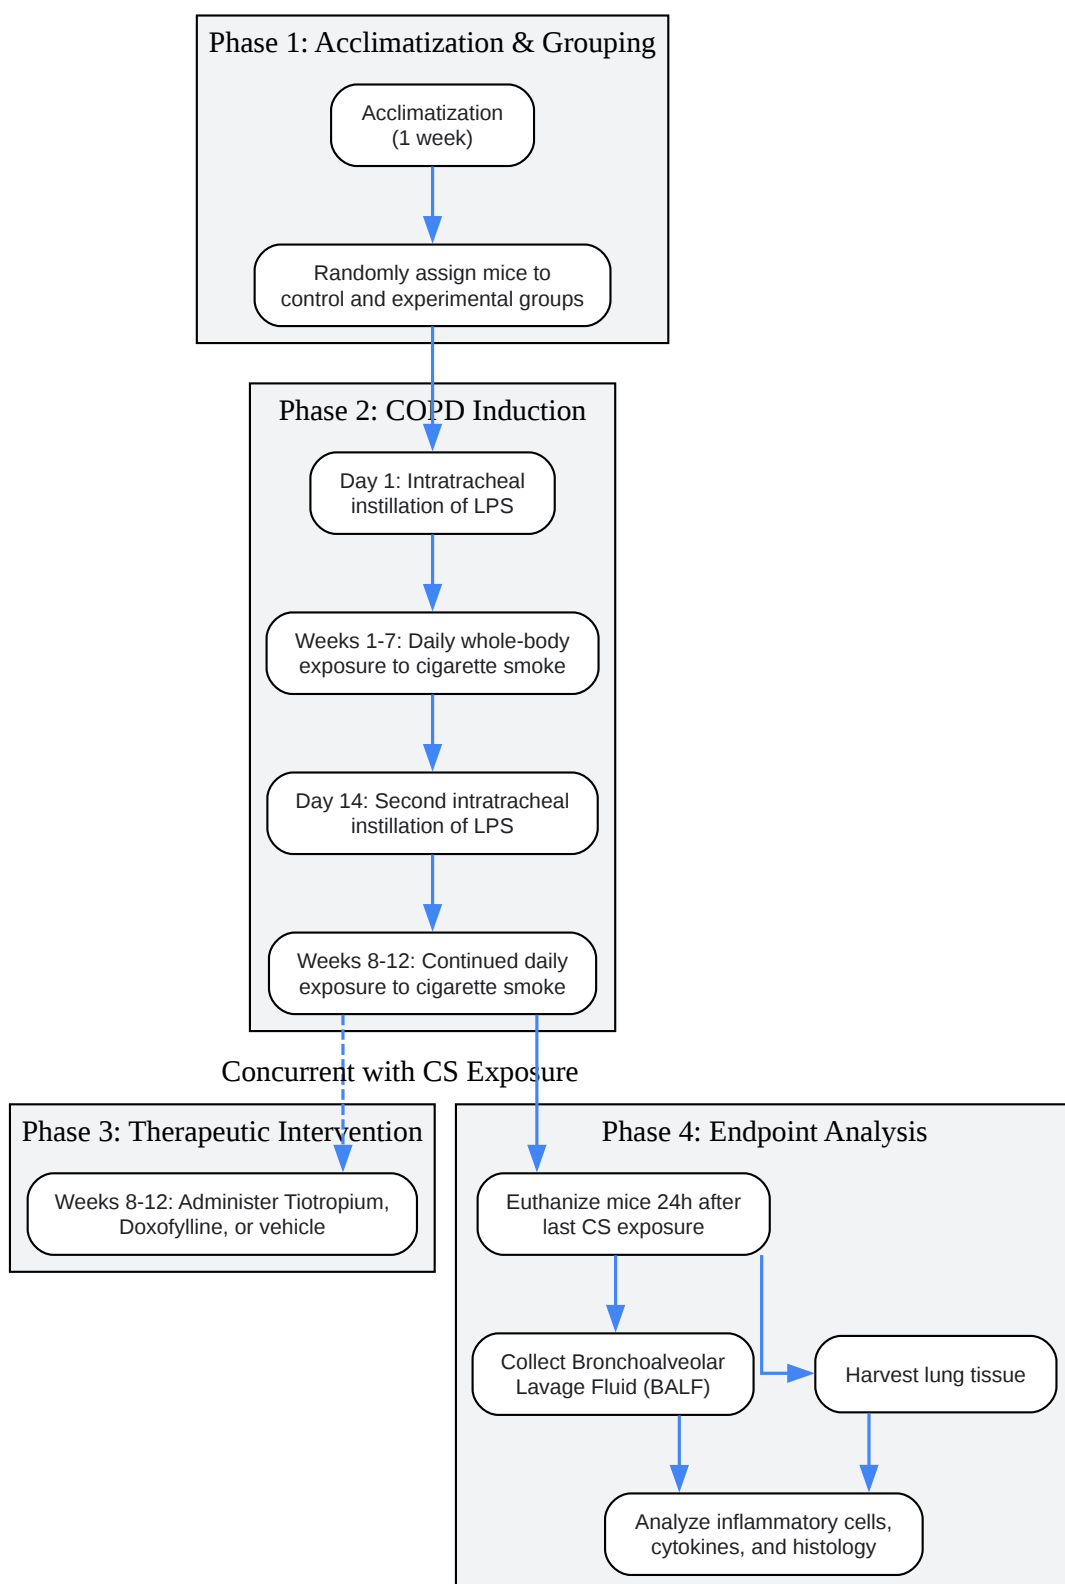 Phase 1: Acclimatization & Grouping
Acclimatization
(1 week)
Randomly assign mice to
control and experimental groups
Phase 2: COPD Induction
Day 1: Intratracheal
instillation of LPS
Weeks 1-7: Daily whole-body
exposure to cigarette smoke
Day 14: Second intratracheal
instillation of LPS
Weeks 8-12: Continued daily
exposure to cigarette smoke
Concurrent with CS Exposure
Phase 3: Therapeutic Intervention
Weeks 8-12: Administer Tiotropium,
Doxofylline, or vehicle
Phase 4: Endpoint Analysis
Euthanize mice 24h after
last CS exposure
Collect Bronchoalveolar
Lavage Fluid (BALF)
Harvest lung tissue
Analyze inflammatory cells,
cytokines, and histology